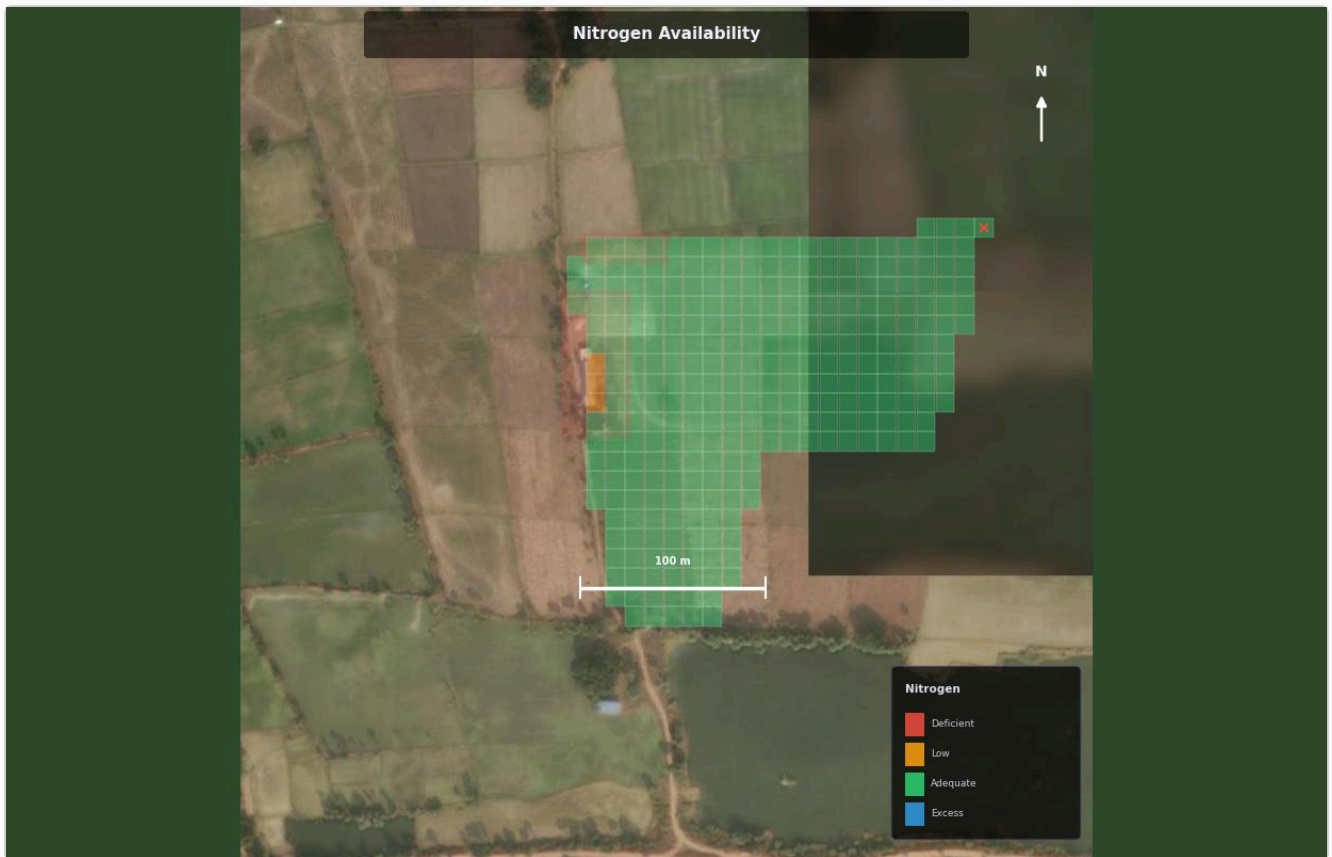 Nitrogen Availability
N
100 m
Nitrogen
Deficient
Low
Adequate
Excess